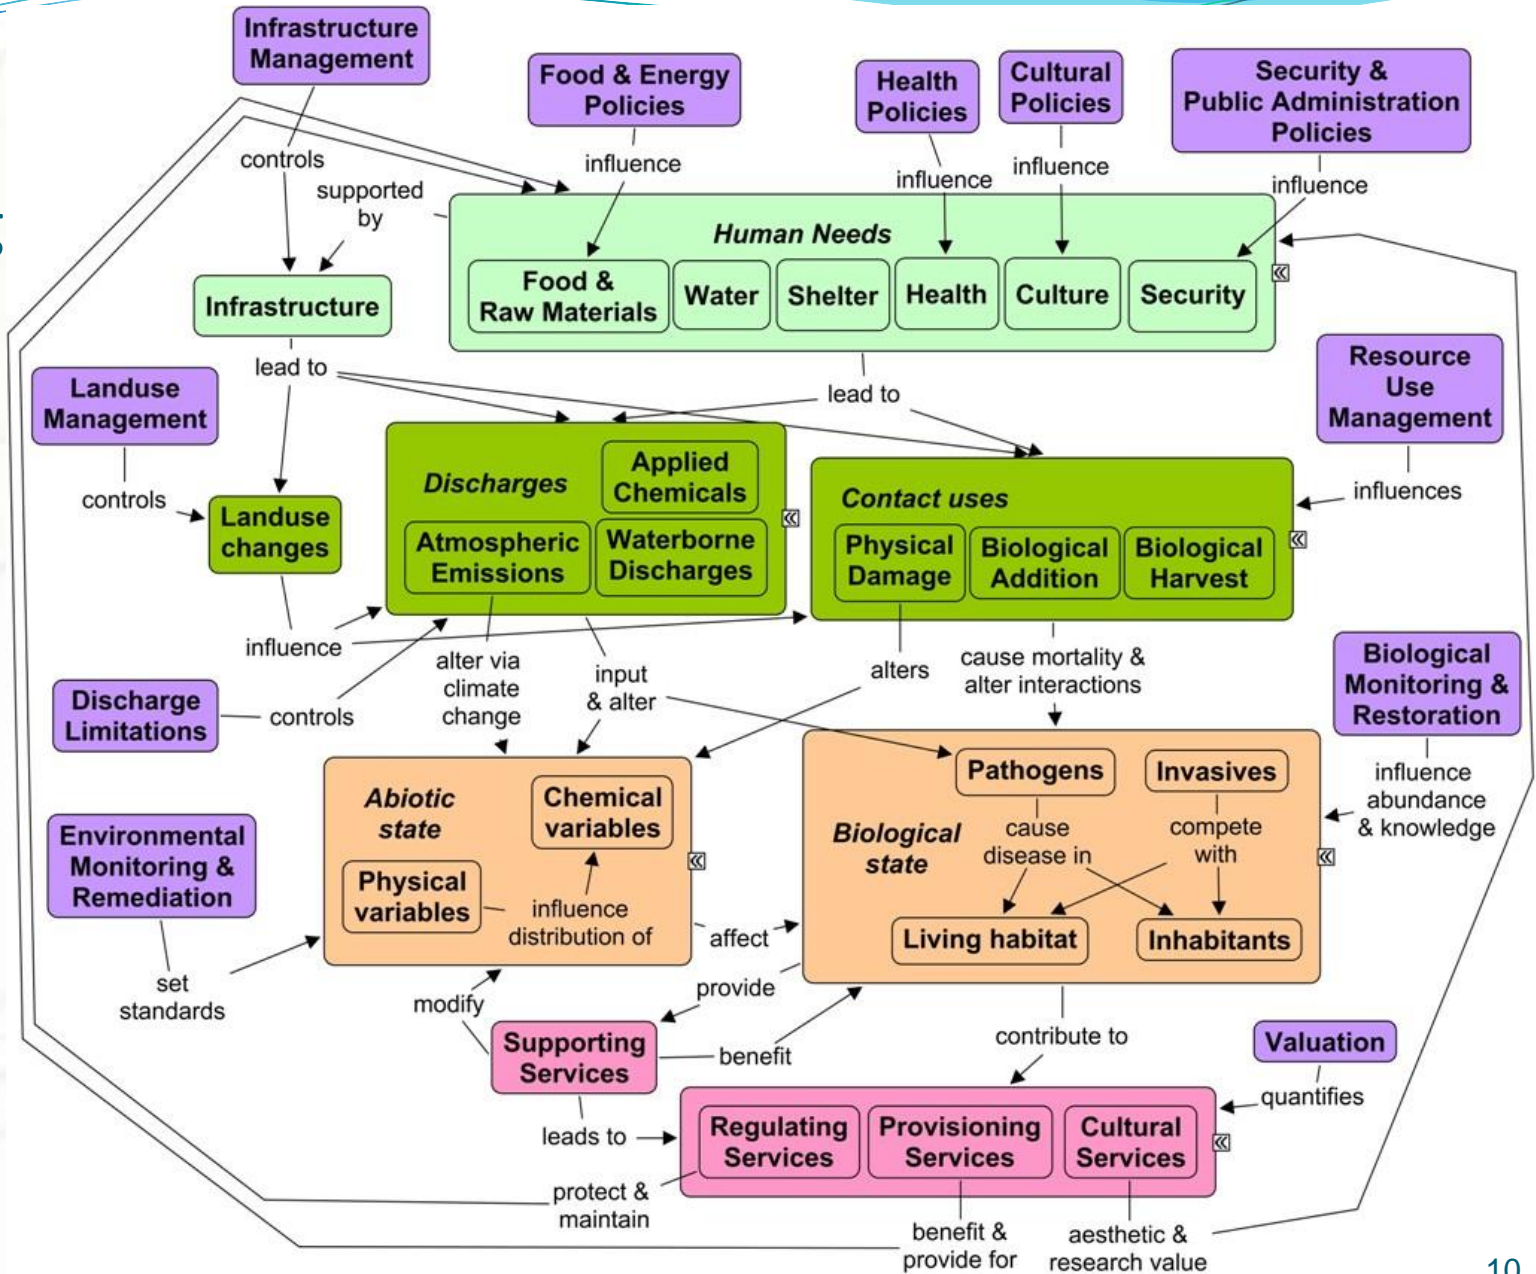 Infrastructure
Management
Food & Energy
Policies
Health
Policies
Cultural
Policies
Security &
Public Administration
Policies
controls
supported
by
influence
influence
influence
influence
Human Needs
Food &
Raw Materials
Water
Shelter
Health
Culture
Security
Infrastructure
lead to
lead to
Landuse
Management
controls
Landuse
changes
Resource
Use
Management
influences
Discharges
Applied
Chemicals
Atmospheric
Emissions
Waterborne
Discharges
Contact uses
Physical
Damage
Biological
Addition
Biological
Harvest
influence
Discharge
Limitations
controls
alter via
climate
change
input
& alter
alters
cause mortality &
alter interactions
Biological
Monitoring &
Restoration
influence
abundance
& knowledge
Environmental
Monitoring &
Remediation
set
standards
Abiotic
state
Chemical
variables
Physical
variables
influence
distribution of
affect
Biological
state
Pathogens
Invasives
cause
disease in
compete
with
Living habitat
Inhabitants
modify
provide
Supporting
Services
benefit
contribute to
Valuation
quantifies
leads to
Regulating
Services
Provisioning
Services
Cultural
Services
protect &
maintain
benefit &
provide for
aesthetic &
research value
10